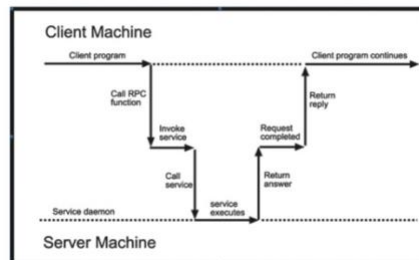 Client Machine
Client program
Client program continues
Call RPC
function
Return
reply
Invoke
service
Request
completed
Call
service
Return
answer
service
executes
Service daemon
Server Machine